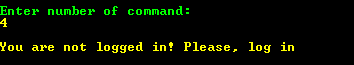 Enter number of command:
4
You are not logged in! Please, log in